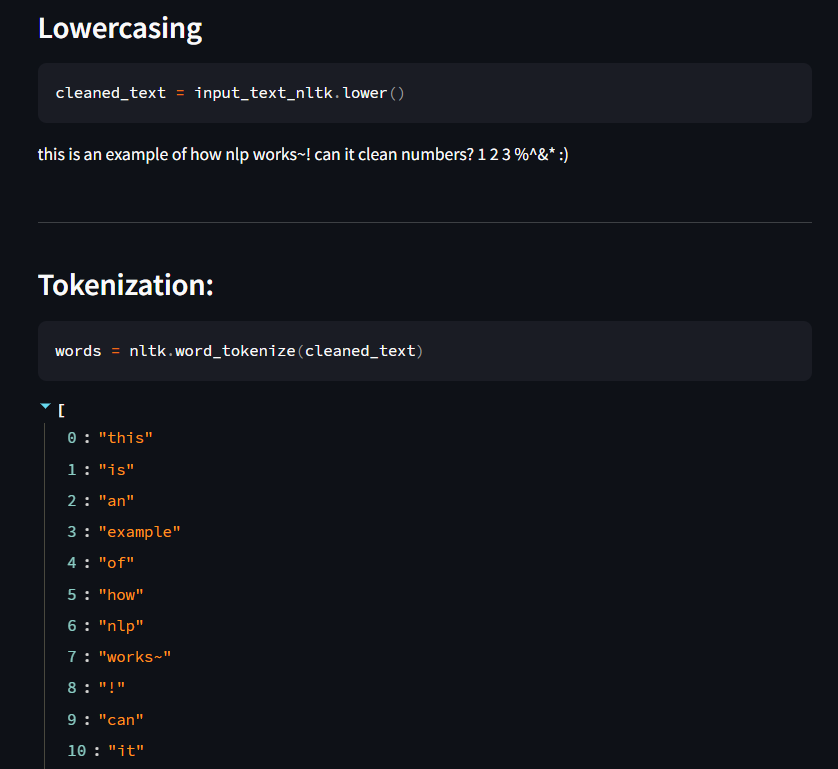 Lowercasing
cleaned_text = input_text_nltk.lower()
this is an example of how nlp works~! can it clean numbers? 1 2 3 %^&* :)
Tokenization:
words = nltk.word_tokenize(cleaned_text)
[
0 : "this"
1 : "is"
2 : "an"
3 : "example"
4 : "of"
5 : "how"
6 : "nlp"
7 : "works~"
8 : "!"
9 : "can"
10 : "it"